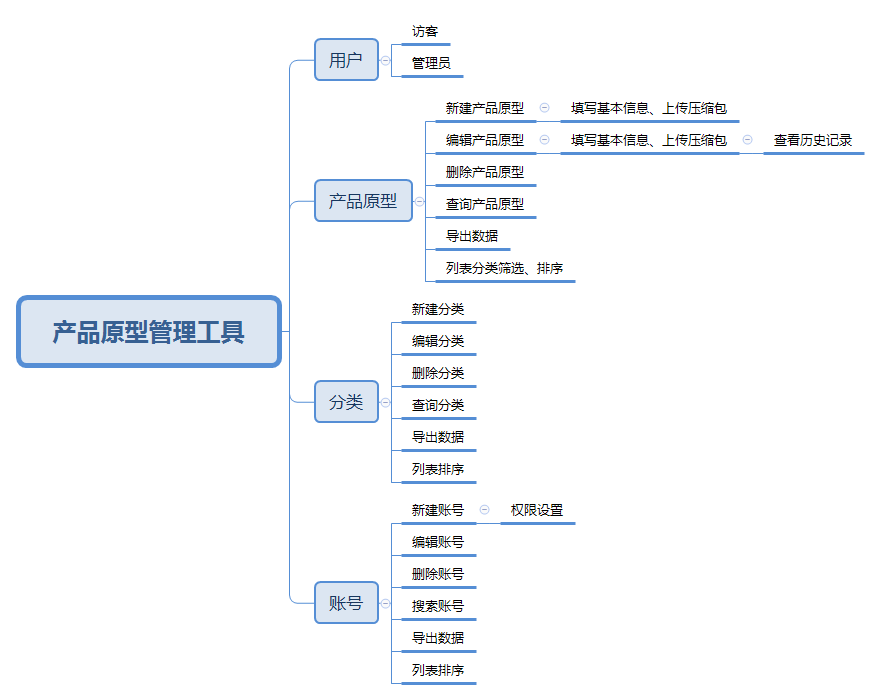 产品原型管理工具
用户
访客
管理员
产品原型
新建产品原型
填写基本信息、上传压缩包
编辑产品原型
填写基本信息、上传压缩包
查看历史记录
删除产品原型
查询产品原型
导出数据
列表分类筛选、排序
分类
新建分类
编辑分类
删除分类
查询分类
导出数据
列表排序
账号
新建账号
权限设置
编辑账号
删除账号
搜素账号
导出数据
列表排序